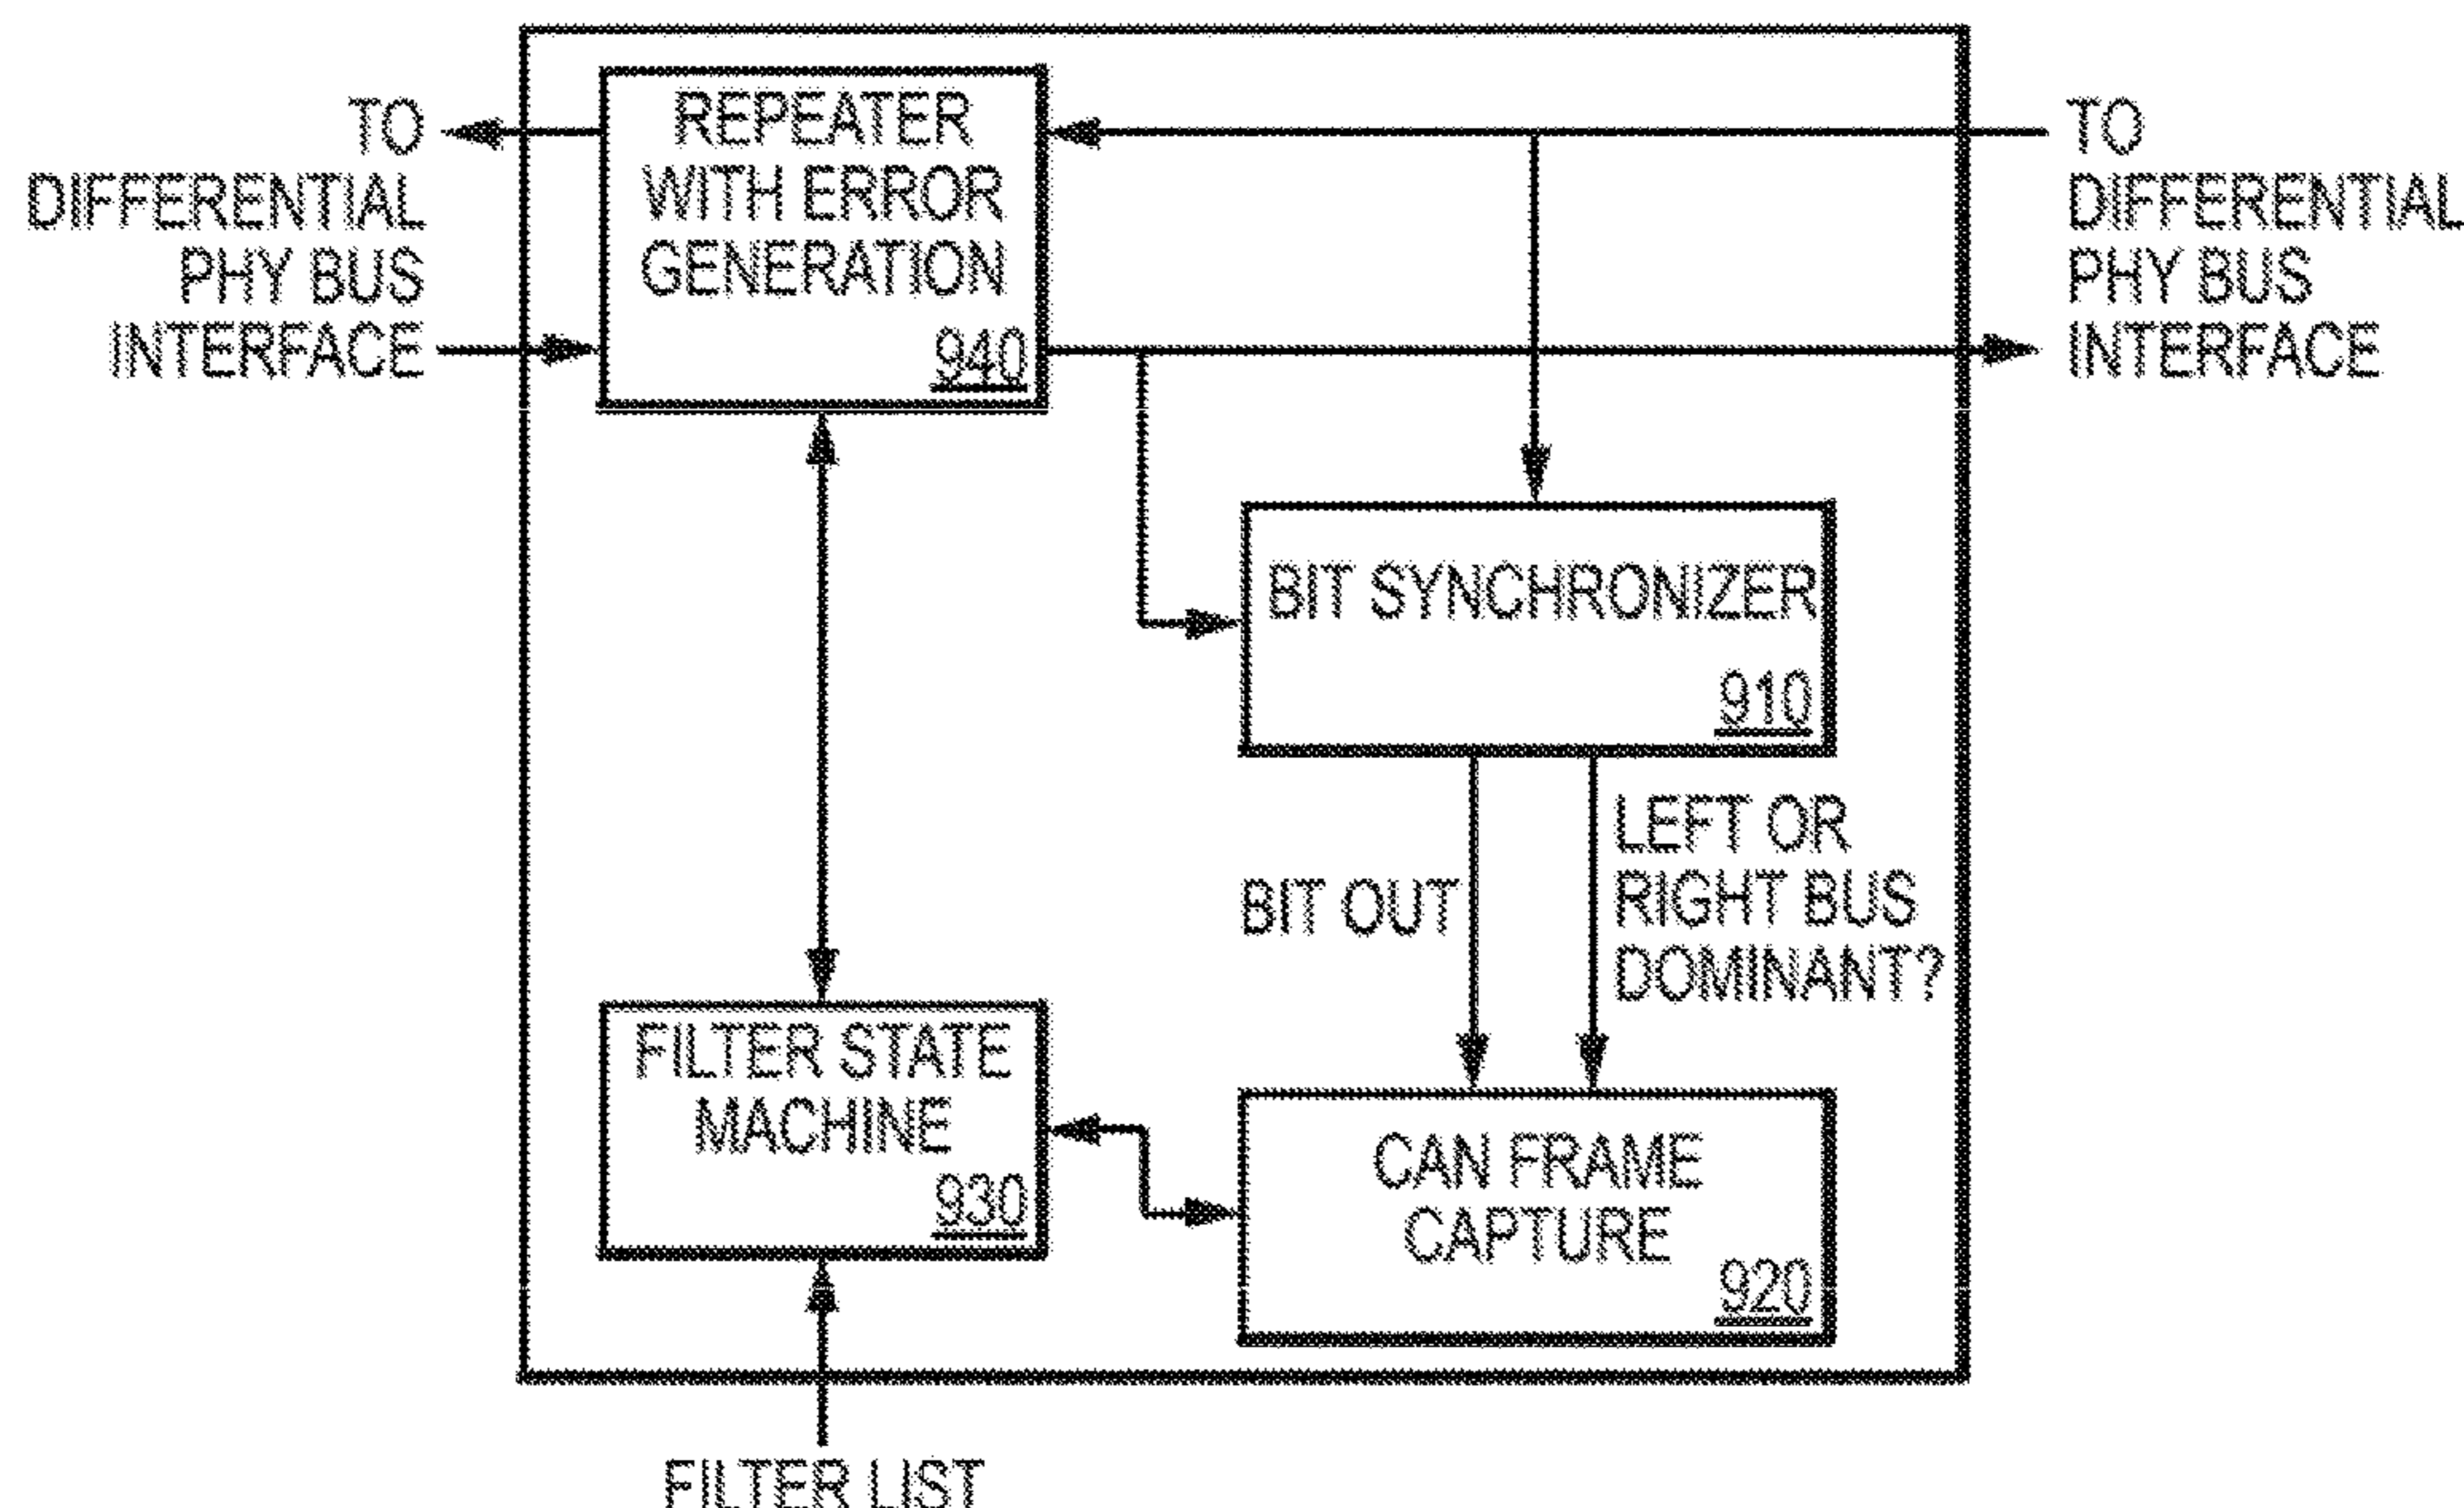 TO
DIFFERENTIAL
PHY BUS
INTERFACE
REPEATER
WITH ERROR
GENERATION
940
TO
DIFFERENTIAL
PHY BUS
INTERFACE
BIT SYNCHRONIZER
910
BIT OUT
LEFT OR
RIGHT BUS
DOMINANT?
FILTER STATE
MACHINE
930
CAN FRAME
CAPTURE
920
FILTER LIST